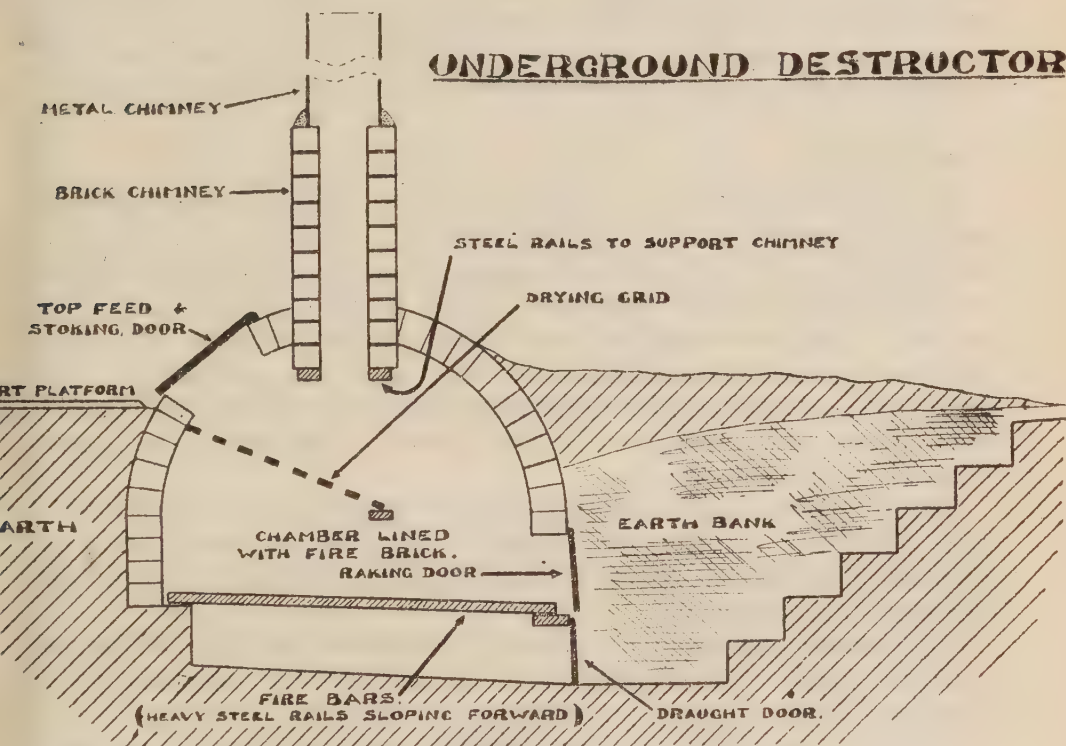 UNDERGROUND DESTRUCTOR
METAL CHIMNEY
BRICK CHIMNEY
STEEL RAILS TO SUPPORT CHIMNEY
DRYING GRID
TOP FEED &
STOKING DOOR
RT PLATFORM
ARTH
CHAMBER LINED
WITH FIRE BRICK.
RAKING DOOR
EARTH BANK
FIRE BARS.
(HEAVY STEEL RAILS SLOPING FORWARD)
DRAUGHT DOOR.